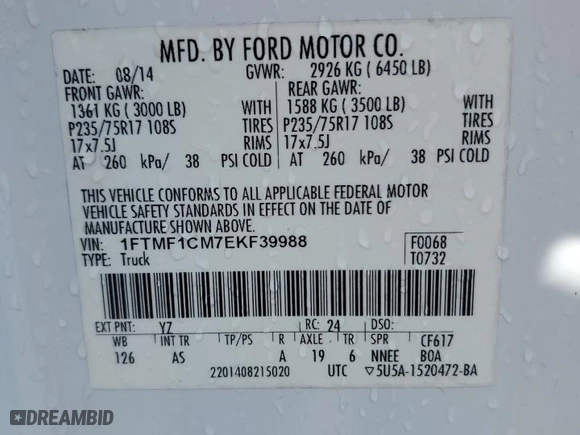 MFD. BY FORD MOTOR CO.
DATE: 08/14 GVWR: 2926 KG ( 6450 LB)
FRONT GAWR: REAR GAWR:
1361 KG ( 3000 LB) WITH 1588 KG ( 3500 LB) WITH
P235/75R17 108S TIRES P235/75R17 108S TIRES
17x7.5J RIMS 17x7.5J RIMS
AT 260 kPa/ 38 PSI COLD AT 260 kPa/ 38 PSI COLD
THIS VEHICLE CONFORMS TO ALL APPLICABLE FEDERAL MOTOR
VEHICLE SAFETY STANDARDS IN EFFECT ON THE DATE OF
MANUFACTURE SHOWN ABOVE.
VIN: 1FTMF1CM7EKF39988 F0068
TYPE: Truck T0732
EXT PNT: YZ RC: 24 DSO:
WB INT TR TP/PS R AXLE TR SPR CF617
126 AS A 19 6 NNEE BOA
2201408215020 UTC ▽5U5A-1520472-BA
DREAMBID